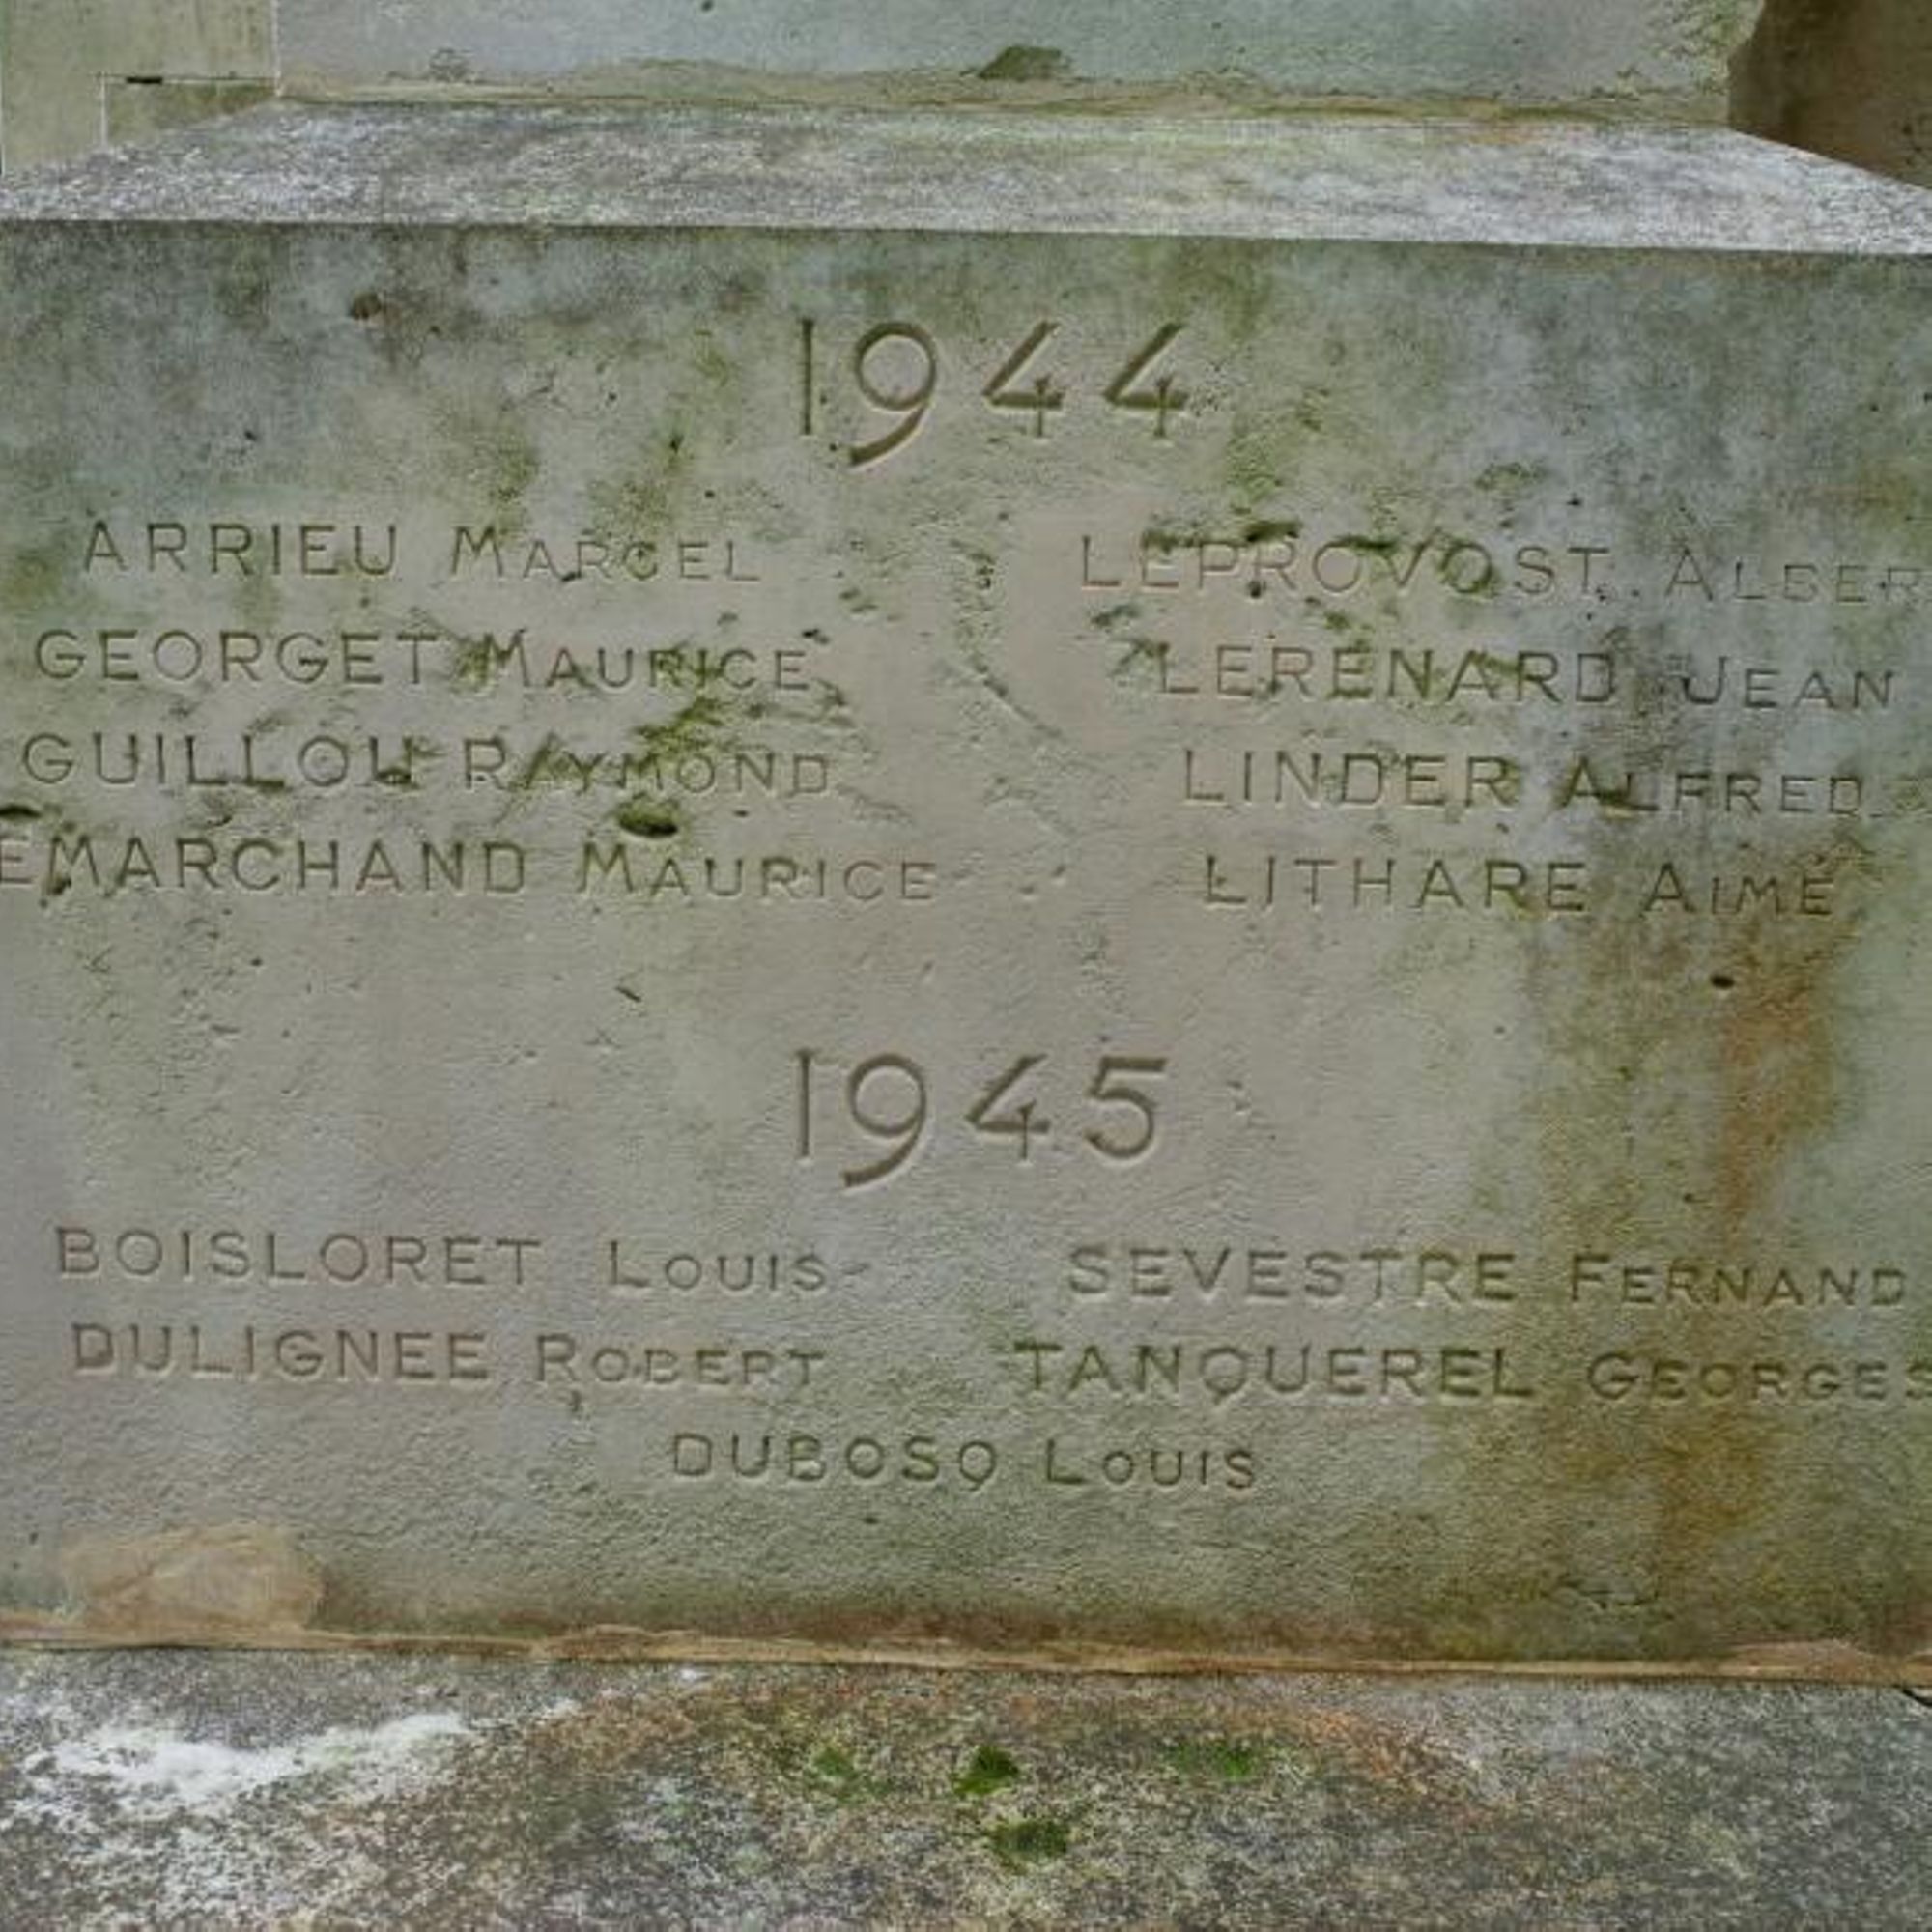 1944
ARRIEU MARCEL LEPROVOST ALBER
GEORGET MAURICE LERENARD JEAN
GUILLOU RAYMOND LINDER ALFRED
EMARCHAND MAURICE LITHARE AIMÉ
1945
BOISLORET LOUIS SEVESTRE FERNAND
DULIGNEE ROBERT TANQUEREL GEORGES
DUBOSQ LOUIS